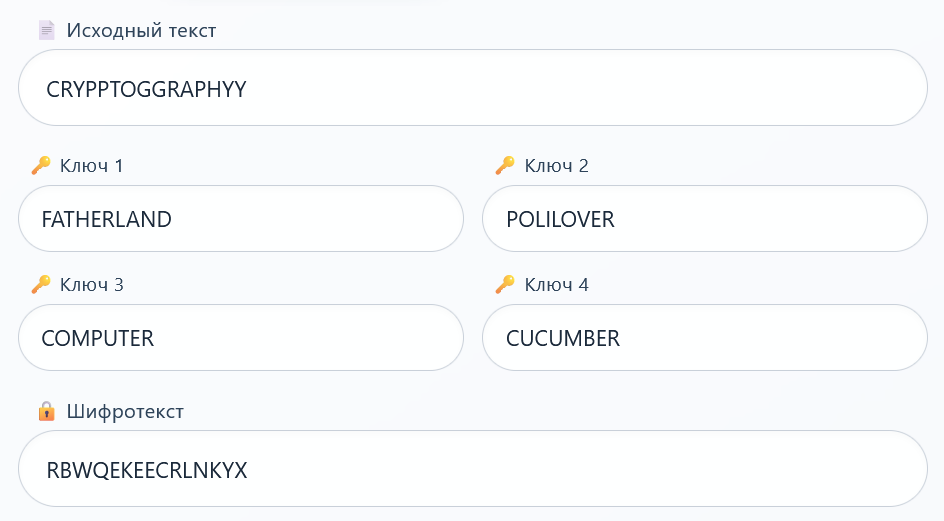 Исходный текст
CRYPPTOGGRAPHYY
Ключ 1
Ключ 2
FATHERLAND
POLILOVER
Ключ 3
Ключ 4
COMPUTER
CUCUMBER
Шифротекст
RBWQEKEECRLNKYX